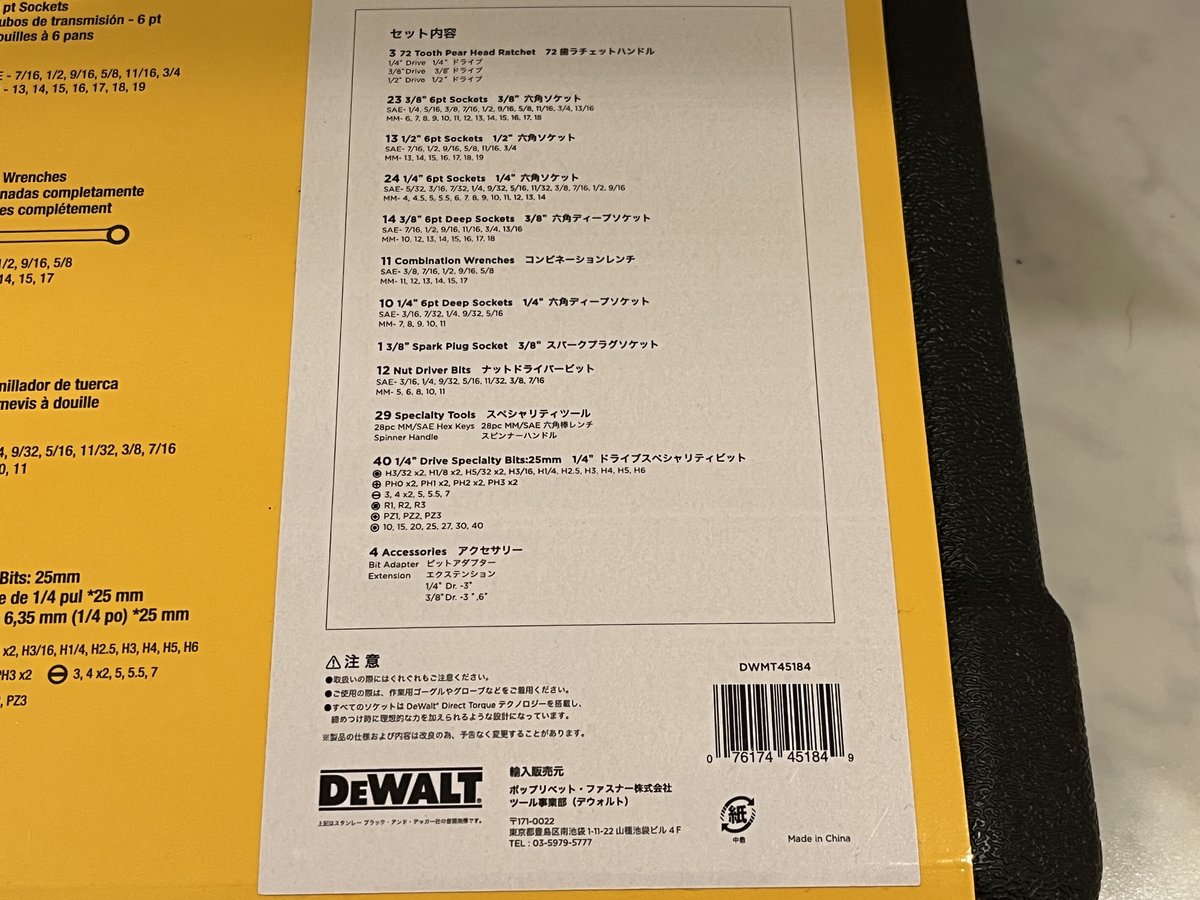 pt Sockets
ubos de transmisión - 6 pt
ouilles à 6 pans
- 7/16, 1/2, 9/16, 5/8, 11/16, 3/4
- 13, 14, 15, 16, 17, 18, 19
Wrenches
nadas completamente
es complétement
1/2, 9/16, 5/8
14, 15, 17
nillador de tuerca
rnevis à douille
4, 9/32, 5/16, 11/32, 3/8, 7/16
0, 11
Bits: 25mm
e de 1/4 pul *25 mm
6,35 mm (1/4 po) *25 mm
x2, H3/16, H1/4, H2.5, H3, H4, H5, H6
PH3 x2 3, 4 x2, 5, 5.5, 7
, PZ3
セット内容
3 72 Tooth Pear Head Ratchet 72 歯ラチェットハンドル
1/4" Drive 1/4" ドライブ
3/8" Drive 3/8" ドライブ
1/2" Drive 1/2" ドライブ
23 3/8" 6pt Sockets 3/8" 六角ソケット
SAE- 1/4, 5/16, 3/8, 7/16, 1/2, 9/16, 5/8, 11/16, 3/4, 13/16
MM- 6, 7, 8, 9, 10, 11, 12, 13, 14, 15, 16, 17, 18
13 1/2" 6pt Sockets 1/2" 六角ソケット
SAE- 7/16, 1/2, 9/16, 5/8, 11/16, 3/4
MM- 13, 14, 15, 16, 17, 18, 19
24 1/4" 6pt Sockets 1/4" 六角ソケット
SAE- 5/32, 3/16, 7/32, 1/4, 9/32, 5/16, 11/32, 3/8, 7/16, 1/2, 9/16
MM- 4, 4.5, 5, 5.5, 6, 7, 8, 9, 10, 11, 12, 13, 14
14 3/8" 6pt Deep Sockets 3/8" 六角ディープソケット
SAE- 7/16, 1/2, 9/16, 11/16, 3/4, 13/16
MM- 10, 12, 13, 14, 15, 16, 17, 18
11 Combination Wrenches コンビネーションレンチ
SAE- 3/8, 7/16, 1/2, 9/16, 5/8
MM- 11, 12, 13, 14, 15, 17
10 1/4" 6pt Deep Sockets 1/4" 六角ディープソケット
SAE- 3/16, 7/32, 1/4, 9/32, 5/16
MM- 7, 8, 9, 10, 11
1 3/8" Spark Plug Socket 3/8" スパークプラグソケット
12 Nut Driver Bits ナットドライバービット
SAE- 3/16, 1/4, 9/32, 5/16, 11/32, 3/8, 7/16
MM- 5, 6, 8, 10, 11
29 Specialty Tools スペシャリティツール
28pc MM/SAE Hex Keys 28pc MM/SAE 六角棒レンチ
Spinner Handle スピンナーハンドル
40 1/4" Drive Specialty Bits:25mm 1/4" ドライブスペシャリティビット
H3/32 x2, H1/8 x2, H5/32 x2, H3/16, H1/4, H2.5, H3, H4, H5, H6
PH0 x2, PH1 x2, PH2 x2, PH3 x2
3, 4 x2, 5, 5.5, 7
R1, R2, R3
PZ1, PZ2, PZ3
10, 15, 20, 25, 27, 30, 40
4 Accessories アクセサリー
Bit Adapter ビットアダプター
Extension エクステンション
1/4" Dr. -3"
3/8" Dr. -3 ,6"
⚠注 意
●取扱いの際にはくれぐれもご注意ください。
●ご使用の際は、作業用ゴーグルやグローブなどをご着用ください。
●すべてのソケットは DeWalt® Direct Torque テクノロジーを搭載し、
締めつけ時に理想的な力を加えられるような設計になっています。
※製品の仕様および内容は改良の為、予告なく変更することがあります。
DWMT45184
0 76174 45184 9
DEWALT®
上記はスタンレー ブラック・アンド・デッカー社の登録商標です。
輸入販売元
ポップリベット・ファスナー株式会社
ツール事業部（デウォルト）
〒171-0022
東京都豊島区南池袋 1-11-22 山種池袋ビル 4F
TEL : 03-5979-5777
紙
中敷
Made in China